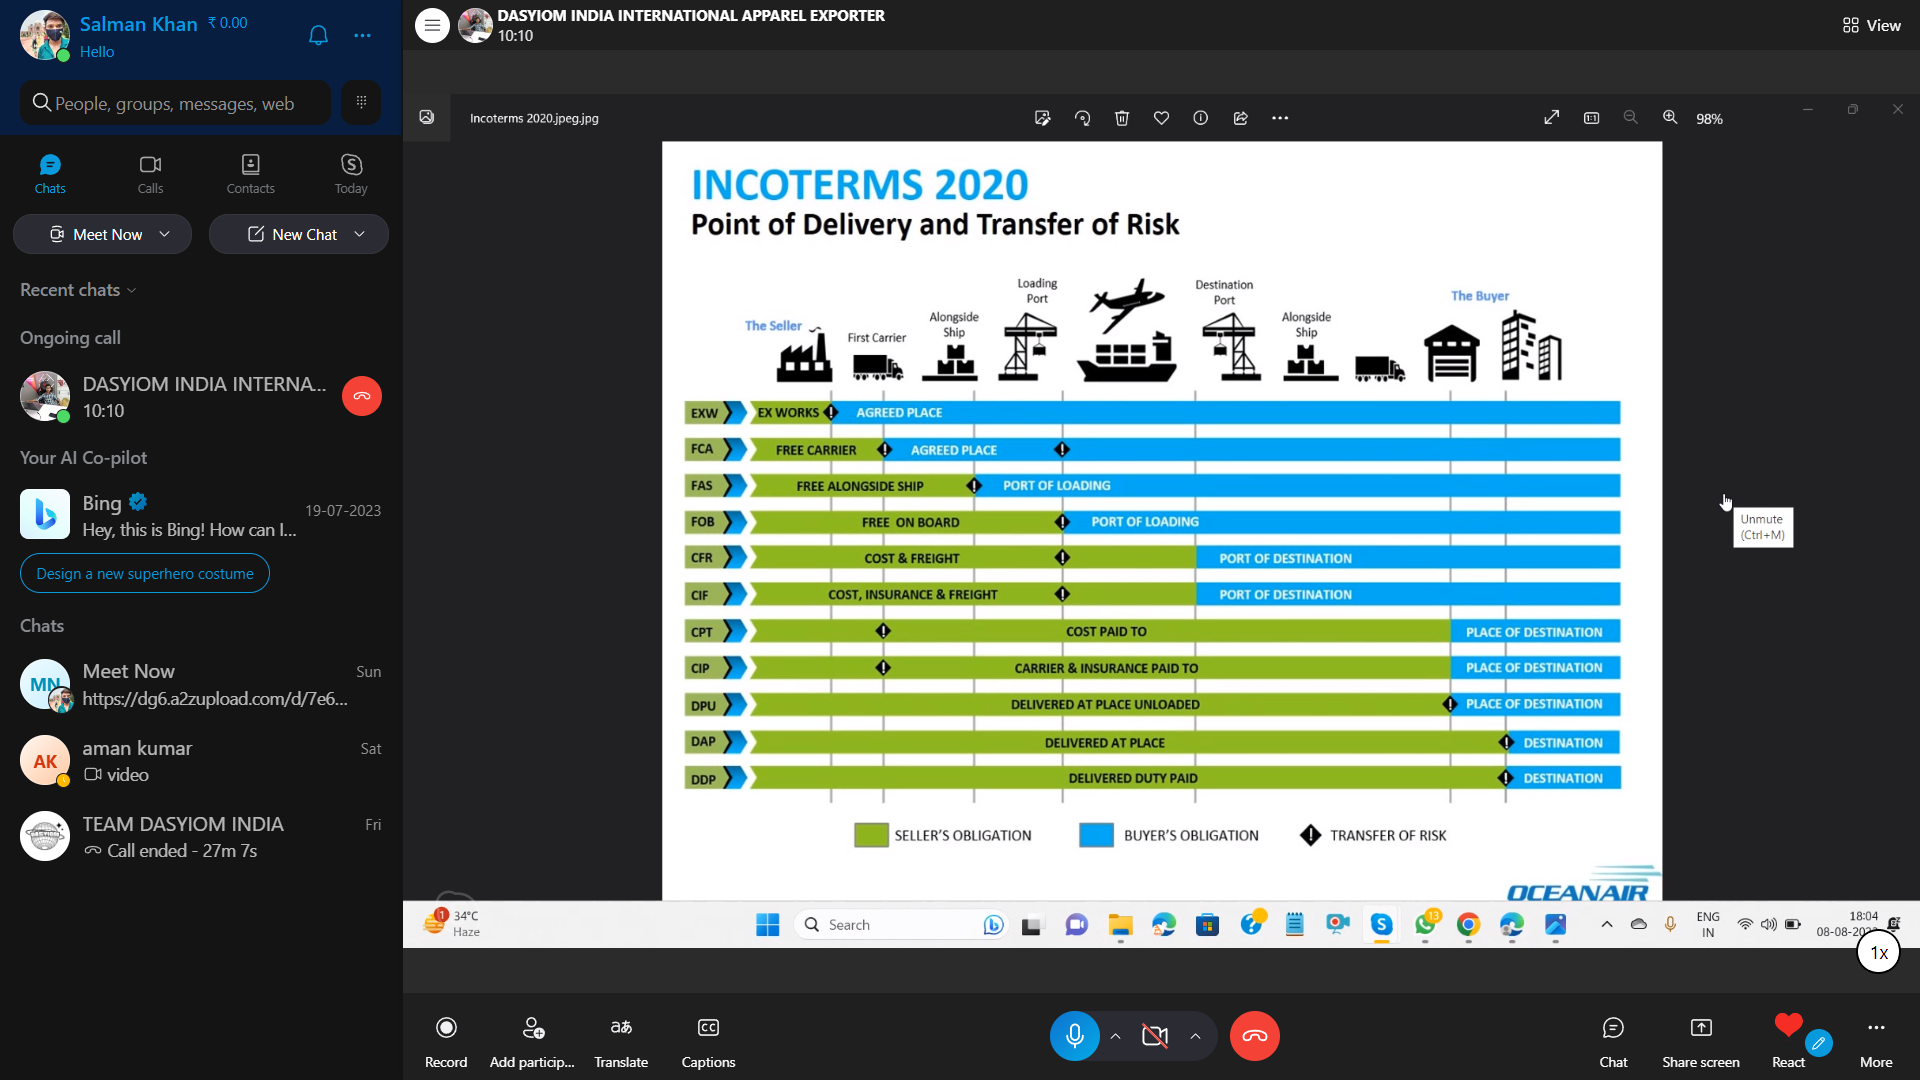 Salman Khan ₹ 0.00
Hello
People, groups, messages, web
Chats
Calls
Contacts
Today
Meet Now
New Chat
Recent chats
Ongoing call
DASYIOM INDIA INTERNA...
10:10
Your AI Co-pilot
Bing
19-07-2023
Hey, this is Bing! How can I...
Design a new superhero costume
Chats
MN
Meet Now
Sun
https://dg6.a2zupload.com/d/7e6...
AK
aman kumar
Sat
video
TEAM DASYIOM INDIA
Fri
Call ended - 27m 7s
DASYIOM INDIA INTERNATIONAL APPAREL EXPORTER
10:10
View
Incoterms 2020.jpeg.jpg
1:1
98%
INCOTERMS 2020
Point of Delivery and Transfer of Risk
The Seller
First Carrier
Alongside
Ship
Loading
Port
Destination
Port
Alongside
Ship
The Buyer
EXW EX WORKS AGREED PLACE
FCA FREE CARRIER AGREED PLACE
FAS FREE ALONGSIDE SHIP PORT OF LOADING
FOB FREE ON BOARD PORT OF LOADING
CFR COST & FREIGHT PORT OF DESTINATION
CIF COST, INSURANCE & FREIGHT PORT OF DESTINATION
CPT COST PAID TO PLACE OF DESTINATION
CIP CARRIER & INSURANCE PAID TO PLACE OF DESTINATION
DPU DELIVERED AT PLACE UNLOADED PLACE OF DESTINATION
DAP DELIVERED AT PLACE DESTINATION
DDP DELIVERED DUTY PAID DESTINATION
SELLER'S OBLIGATION
BUYER'S OBLIGATION
TRANSFER OF RISK
OCEANAIR
Unmute
(Ctrl+M)
1
34°C
Haze
Search
13
ENG
IN
18:04
1x
Record
Add particip...
Translate
Captions
Chat
Share screen
React
More